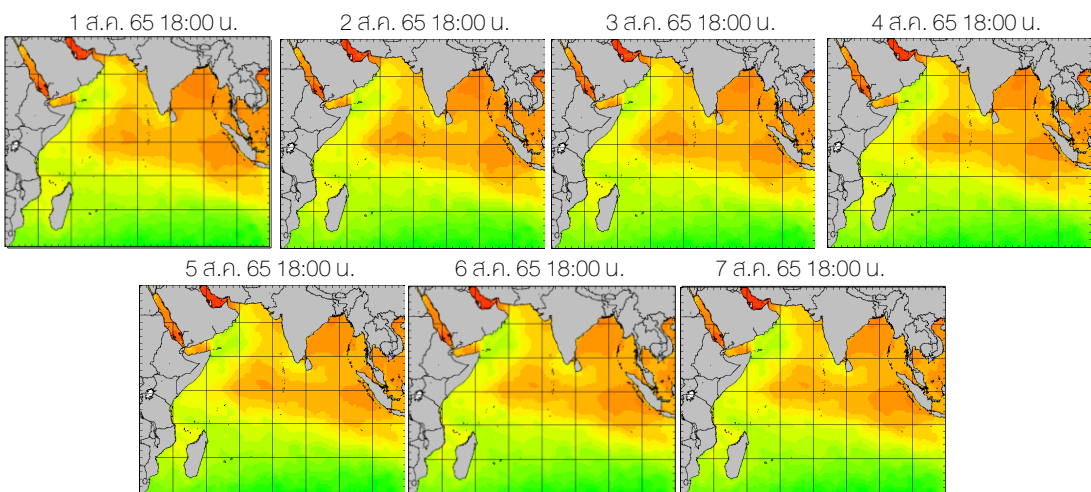 1 ส.ค. 65 18:00 น.
2 ส.ค. 65 18:00 น.
3 ส.ค. 65 18:00 น.
4 ส.ค. 65 18:00 น.
5 ส.ค. 65 18:00 น.
6 ส.ค. 65 18:00 น.
7 ส.ค. 65 18:00 น.